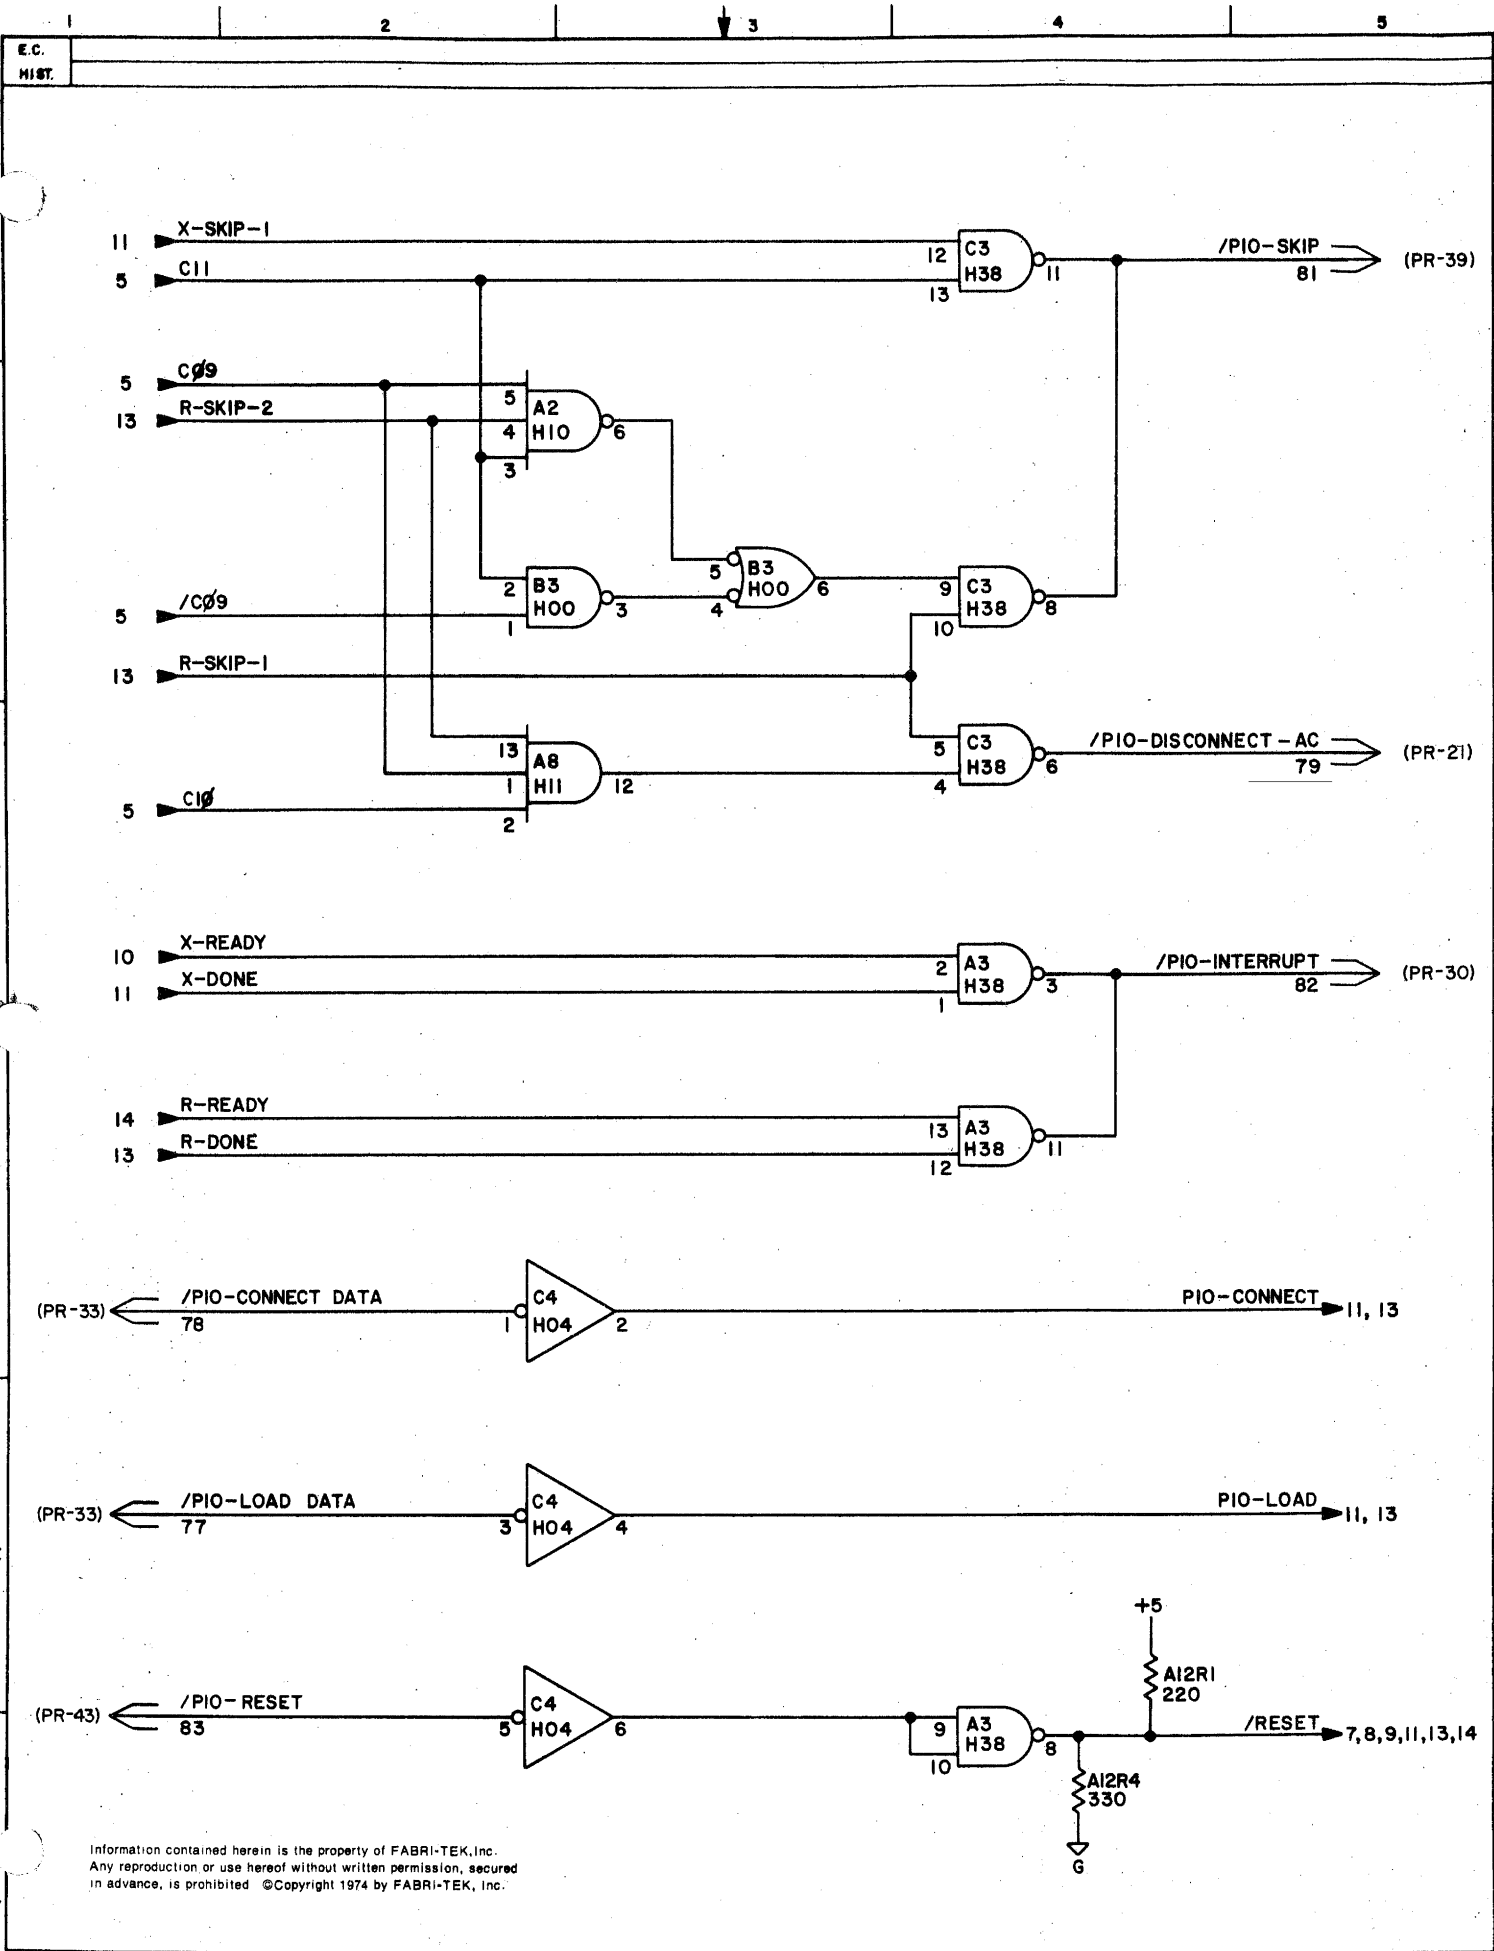 1 2 3 4 5
E.C.
HIST.
X-SKIP-1
11
12 C3 /PIO-SKIP
H38 11 81 (PR-39)
C11
5
13
CØ9
5
5 A2
R-SKIP-2
13
4 H10 6
3
2 B3
H00 3
/CØ9
5
1
5 B3
4 H00 6
9 C3
H38 8
10
R-SKIP-1
13
5 C3 /PIO-DISCONNECT-AC
H38 6 79 (PR-21)
4
13 A8
1 H11 12
C1Ø
5
2
X-READY
10
2 A3 /PIO-INTERRUPT
H38 3 82 (PR-30)
X-DONE
11
1
R-READY
14
13 A3
H38 11
R-DONE
13
12
(PR-33) /PIO-CONNECT DATA
78
C4
1 H04 2
PIO-CONNECT 11, 13
(PR-33) /PIO-LOAD DATA
77
C4
3 H04 4
PIO-LOAD 11, 13
+5
A12R1
220
(PR-43) /PIO-RESET
83
C4
5 H04 6
9 A3
H38 8
10
/RESET 7,8,9,11,13,14
A12R4
330
G
Information contained herein is the property of FABRI-TEK,Inc.
Any reproduction or use hereof without written permission, secured
in advance, is prohibited ©Copyright 1974 by FABRI-TEK, Inc.